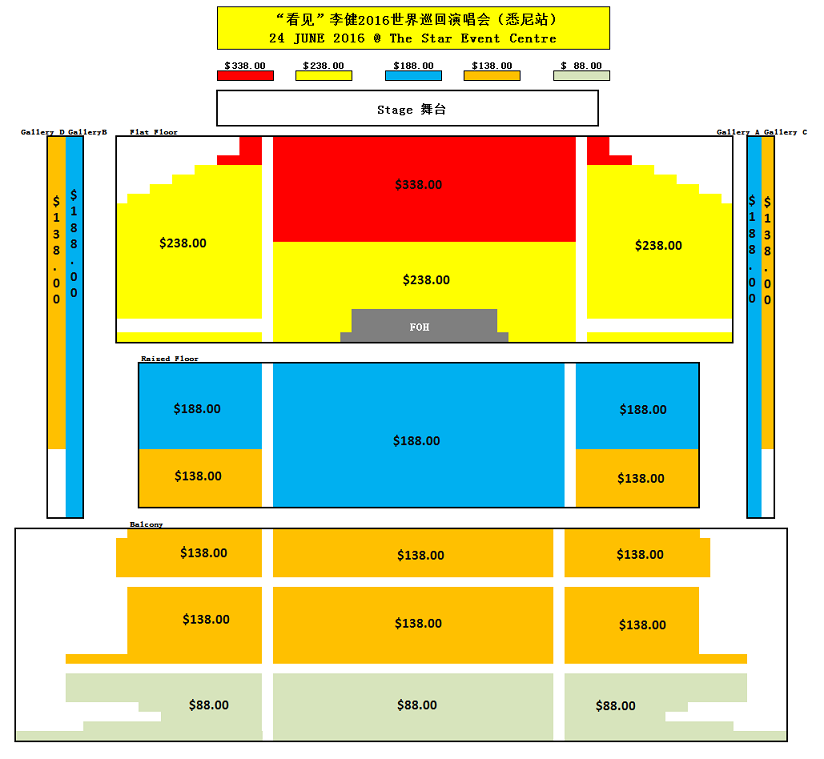 “看见”李健2016世界巡回演唱会（悉尼站）
24 JUNE 2016 @ The Star Event Centre
$338.00 $238.00 $188.00 $138.00 $ 88.00
Stage 舞台
Gallery D GalleryB Flat Floor Gallery A Gallery C
$338.00
$138.00 $188.00 $188.00 $138.00
$238.00 $238.00
$238.00
FOH
Raized Floor
$188.00 $188.00 $188.00
$138.00 $138.00
Balcony
$138.00 $138.00 $138.00
$138.00 $138.00 $138.00
$88.00 $88.00 $88.00